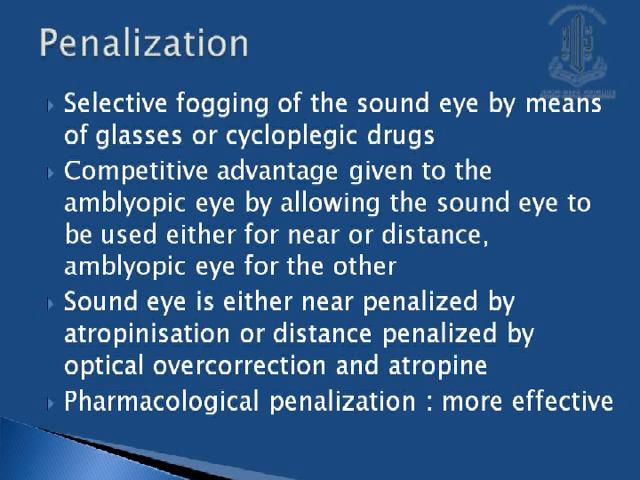 Penalization
Selective fogging of the sound eye by means
of glasses or cycloplegic drugs
Competitive advantage given to the
amblyopic eye by allowing the sound eye to
be used either for near or distance,
amblyopic eye for the other
Sound eye is either near penalized by
atropinisation or distance penalized by
optical overcorrection and atropine
Pharmacological penalization : more effective